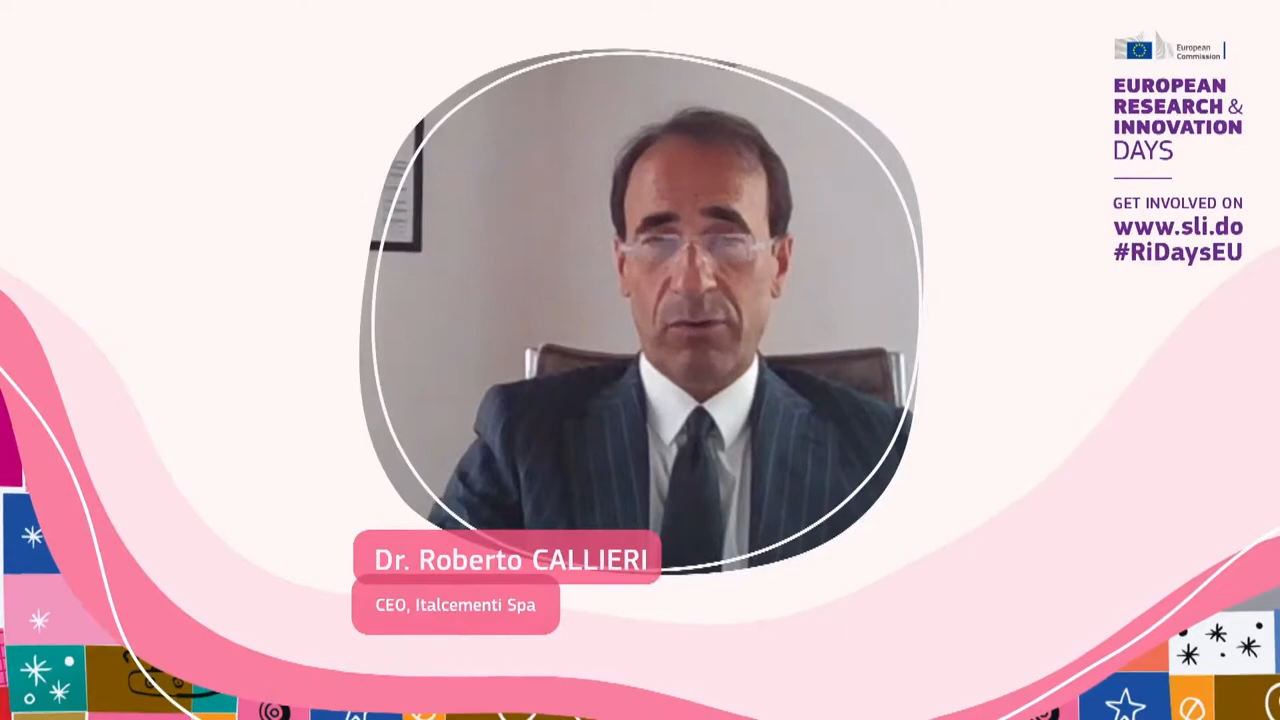 European
Commission
EUROPEAN
RESEARCH &
INNOVATION
DAYS
GET INVOLVED ON
www.sli.do
#RiDaysEU
Dr. Roberto CALLIERI
CEO, Italcementi Spa